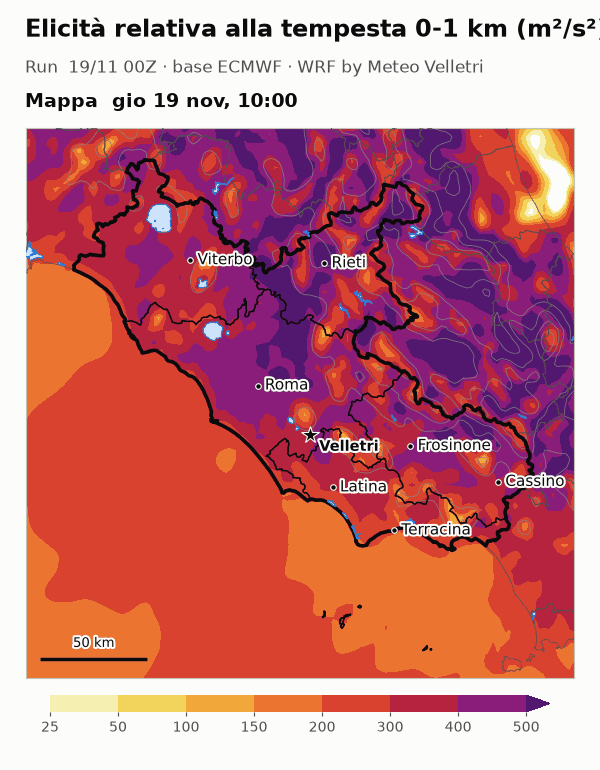 Elicità relativa alla tempesta 0-1 km (m²/s²)
Run  19/11 00Z · base ECMWF · WRF by Meteo Velletri
Mappa  gio 19 nov, 10:00
Viterbo
Rieti
Roma
Velletri
Frosinone
Cassino
Latina
Terracina
50 km
25 50 100 150 200 300 400 500